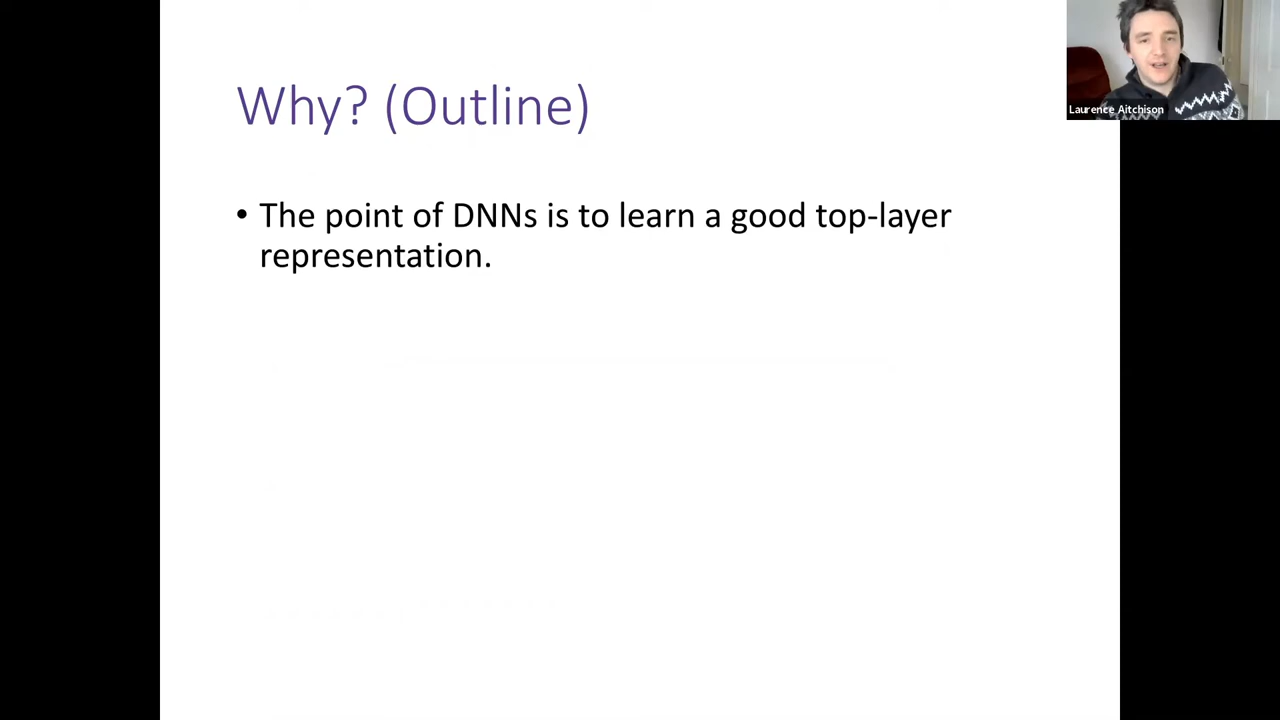 Why? (Outline)
• The point of DNNs is to learn a good top-layer
representation.
Laurence Aitchison